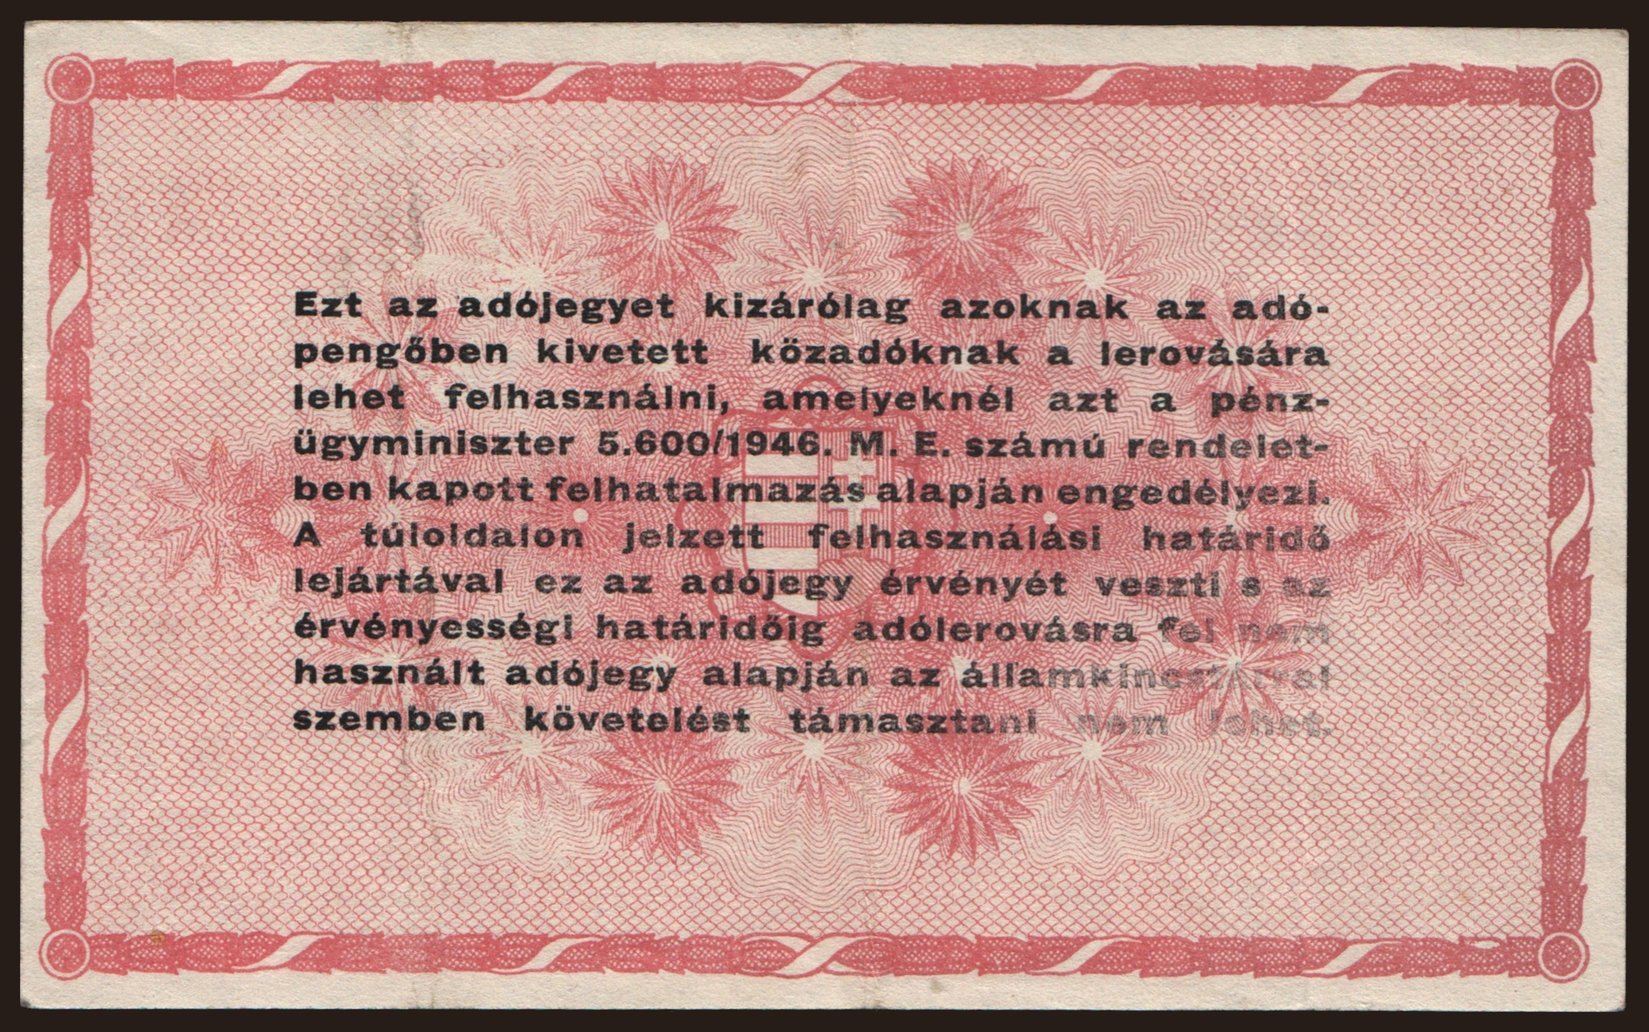 Ezt az adójegyet kizárólag azoknak az adó-
pengőben kivetett közadóknak a lerovására
lehet felhasználni, amelyeknél azt a pénz-
ügyminiszter 5.600/1946. M. E. számú rendelet-
ben kapott felhatalmazás alapján engedélyezi.
A túloldalon jelzett felhasználási határidő
lejártával ez az adójegy érvényét veszti s az
érvényességi határidőig adólerovásra fel nem
használt adójegy alapján az államkincstárral
szemben követelést támasztani nem lehet.